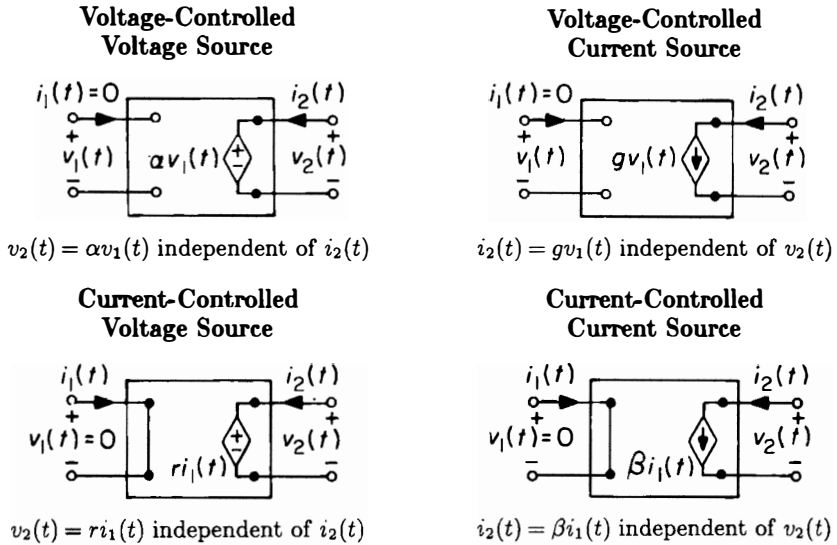 Voltage-Controlled
Voltage Source
i₁(t)=0
i₂(t)
+
+
v₁(t)
αv₁(t)
+
−
v₂(t)
−
−
v₂(t) = αv₁(t) independent of i₂(t)
Voltage-Controlled
Current Source
i₁(t)=0
i₂(t)
+
+
v₁(t)
gv₁(t)
v₂(t)
−
−
i₂(t) = gv₁(t) independent of v₂(t)
Current-Controlled
Voltage Source
i₁(t)
i₂(t)
+
+
v₁(t)=0
ri₁(t)
+
−
v₂(t)
−
−
v₂(t) = ri₁(t) independent of i₂(t)
Current-Controlled
Current Source
i₁(t)
i₂(t)
+
+
v₁(t)=0
βi₁(t)
v₂(t)
−
−
i₂(t) = βi₁(t) independent of v₂(t)